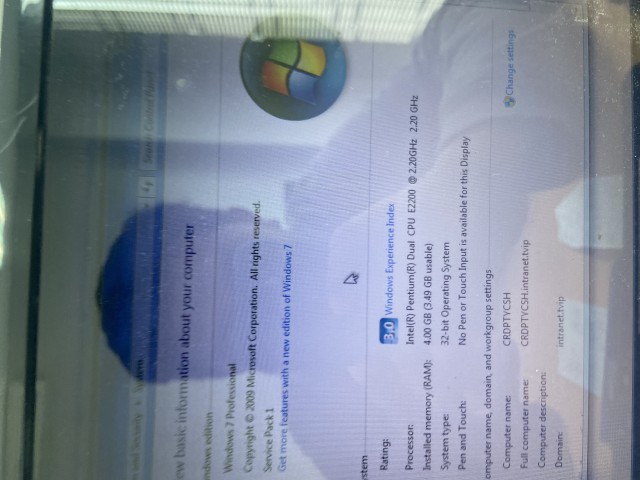 Search Control Panel
ew basic information about your computer
ndows edition
Windows 7 Professional
Copyright © 2009 Microsoft Corporation. All rights reserved.
Service Pack 1
Get more features with a new edition of Windows 7
stem
Rating: 3,0 Windows Experience Index
Processor: Intel(R) Pentium(R) Dual CPU E2200 @ 2.20GHz 2.20 GHz
Installed memory (RAM): 4.00 GB (3.49 GB usable)
System type: 32-bit Operating System
Pen and Touch: No Pen or Touch Input is available for this Display
omputer name, domain, and workgroup settings
Computer name: CRDPTYCSH Change settings
Full computer name: CRDPTYCSH.intranet.tvip
Computer description:
Domain: intranet.tvip